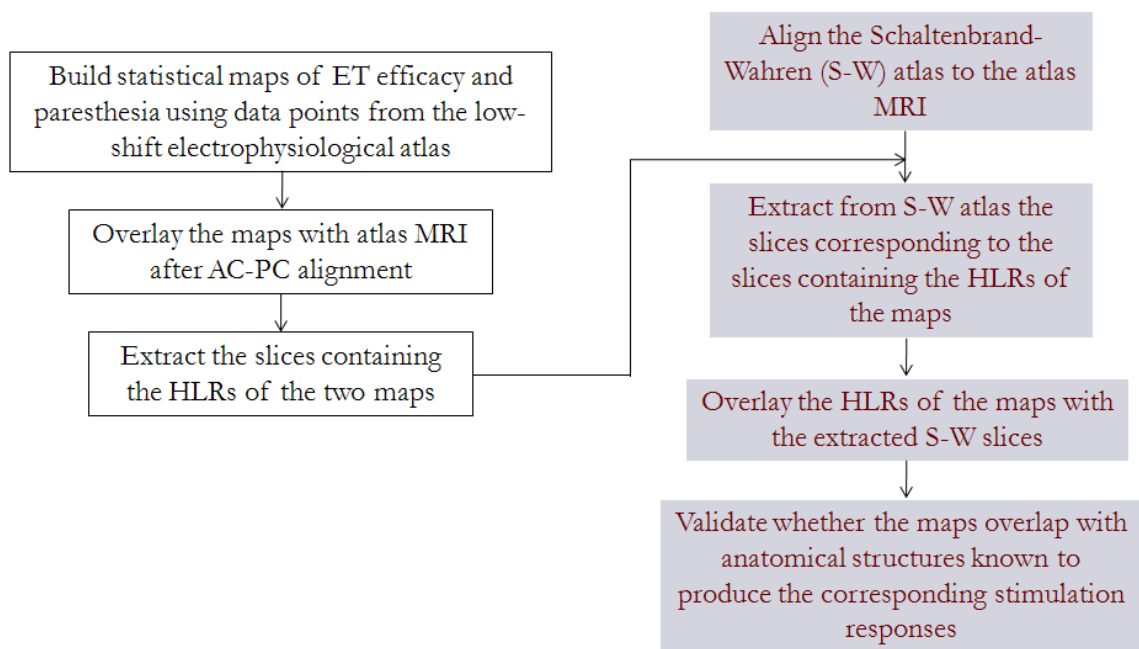 Build statistical maps of ET efficacy and
paresthesia using data points from the low-
shift electrophysiological atlas
Overlay the maps with atlas MRI
after AC-PC alignment
Extract the slices containing
the HLRs of the two maps
Align the Schaltenbrand-
Wahren (S-W) atlas to the atlas
MRI
Extract from S-W atlas the
slices corresponding to the
slices containing the HLRs of
the maps
Overlay the HLRs of the maps with
the extracted S-W slices
Validate whether the maps overlap with
anatomical structures known to
produce the corresponding stimulation
responses